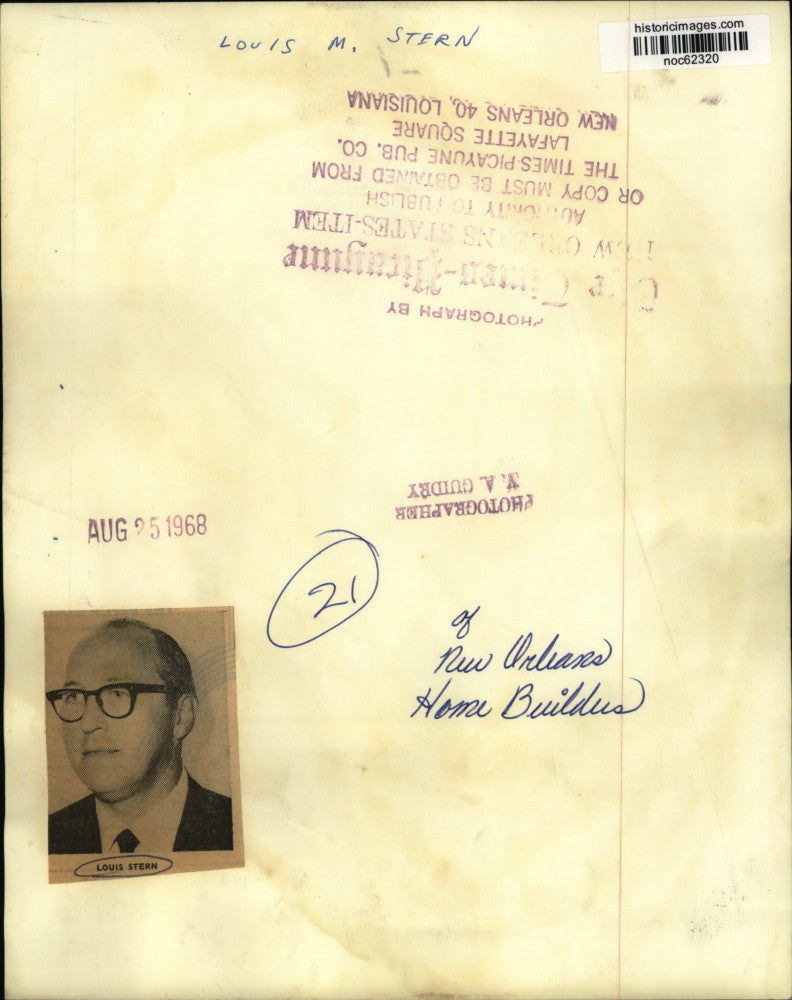 LOUIS M. STERN
historicimages.com
noc62320
PHOTOGRAPH BY
The Times-Picayune
NEW ORLEANS STATES-ITEM
AUTHORITY TO PUBLISH
OR COPY MUST BE OBTAINED FROM
THE TIMES-PICAYUNE PUB. CO.
LAFAYETTE SQUARE
NEW ORLEANS 40, LOUISIANA
PHOTOGRAPHER
V. A. GUIDRY
AUG 25 1968
21
of
New Orleans
Home Builders
LOUIS STERN